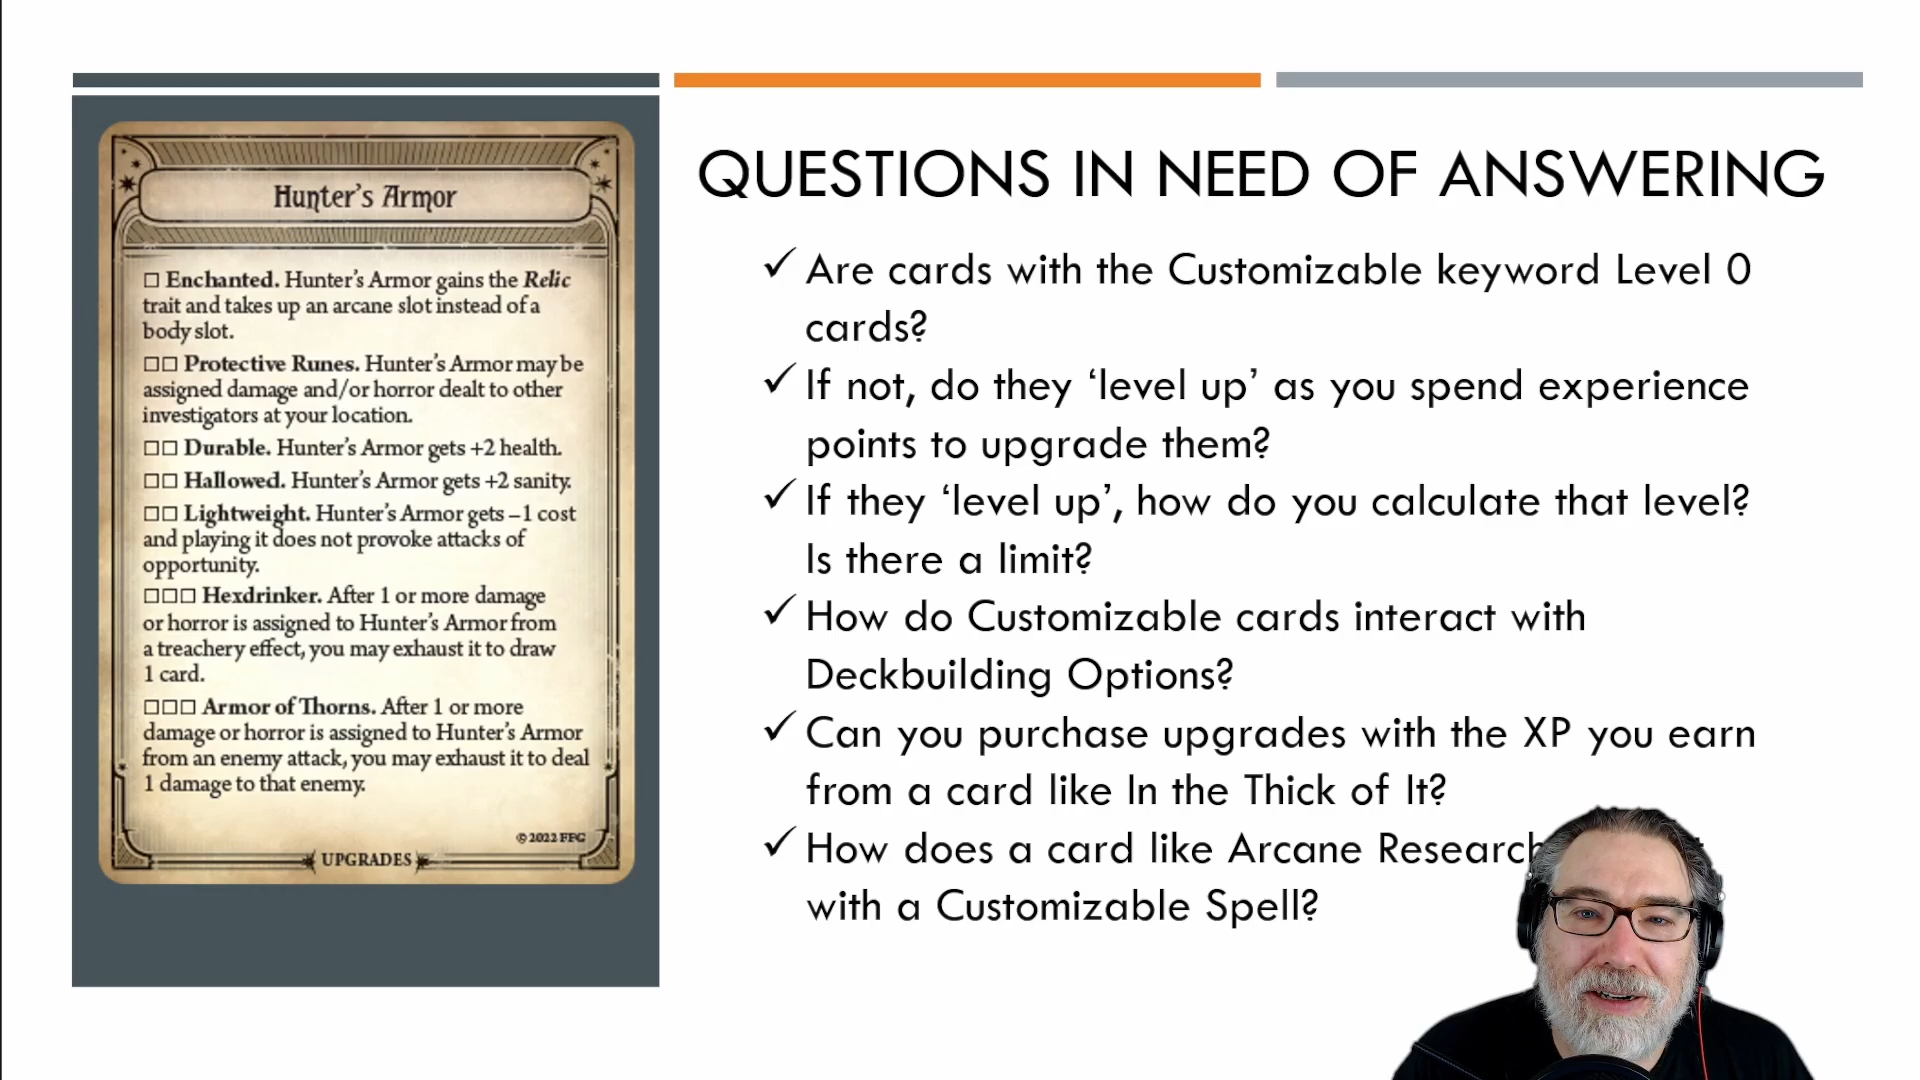 Hunter's Armor
☐ Enchanted. Hunter's Armor gains the Relic
trait and takes up an arcane slot instead of a
body slot.
☐☐ Protective Runes. Hunter's Armor may be
assigned damage and/or horror dealt to other
investigators at your location.
☐☐ Durable. Hunter's Armor gets +2 health.
☐☐ Hallowed. Hunter's Armor gets +2 sanity.
☐☐ Lightweight. Hunter's Armor gets –1 cost
and playing it does not provoke attacks of
opportunity.
☐☐☐ Hexdrinker. After 1 or more damage
or horror is assigned to Hunter's Armor from
a treachery effect, you may exhaust it to draw
1 card.
☐☐☐ Armor of Thorns. After 1 or more
damage or horror is assigned to Hunter's Armor
from an enemy attack, you may exhaust it to deal
1 damage to that enemy.
© 2022 FFG
UPGRADES
QUESTIONS IN NEED OF ANSWERING
✓ Are cards with the Customizable keyword Level 0
cards?
✓ If not, do they ‘level up’ as you spend experience
points to upgrade them?
✓ If they ‘level up’, how do you calculate that level?
Is there a limit?
✓ How do Customizable cards interact with
Deckbuilding Options?
✓ Can you purchase upgrades with the XP you earn
from a card like In the Thick of It?
✓ How does a card like Arcane Research
with a Customizable Spell?